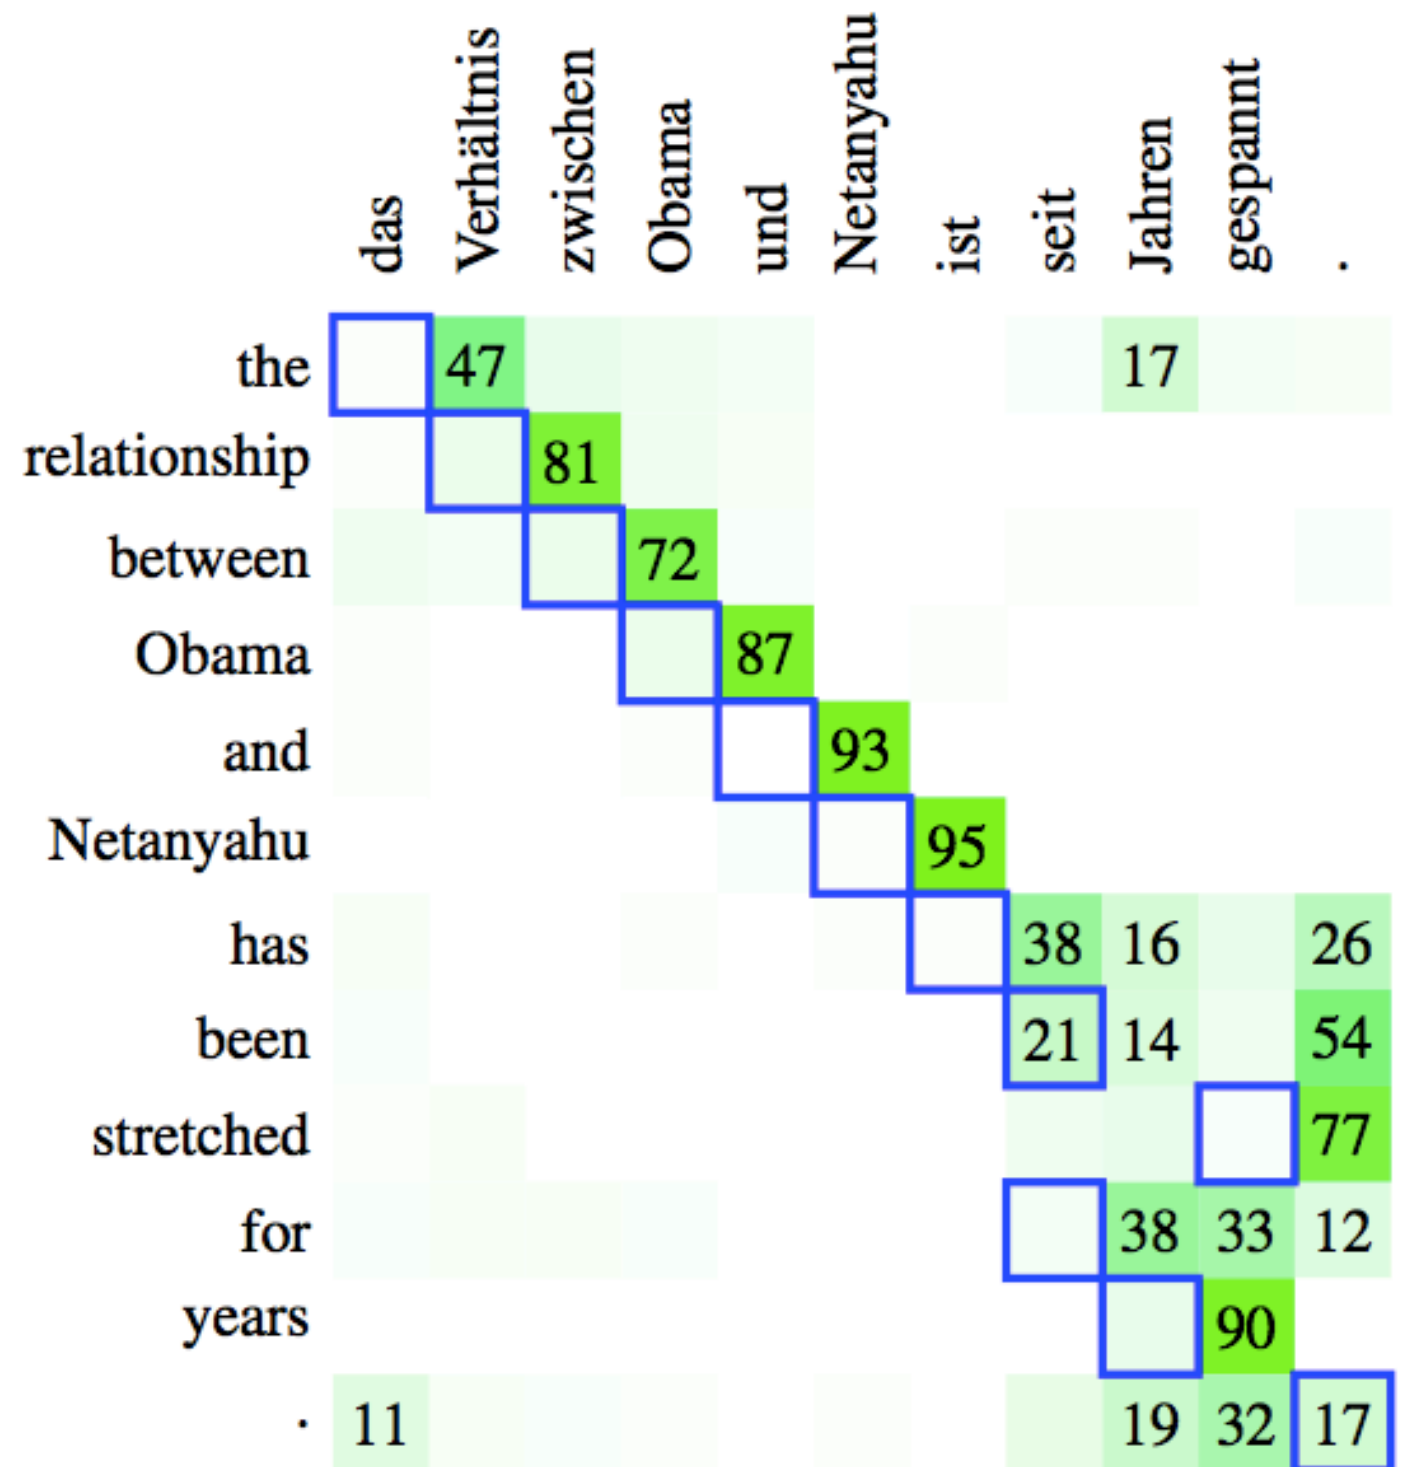 das Verhältnis zwischen Obama und Netanyahu ist seit Jahren gespannt .
the 47 17
relationship 81
between 72
Obama 87
and 93
Netanyahu 95
has 38 16 26
been 21 14 54
stretched 77
for 38 33 12
years 90
. 11 19 32 17